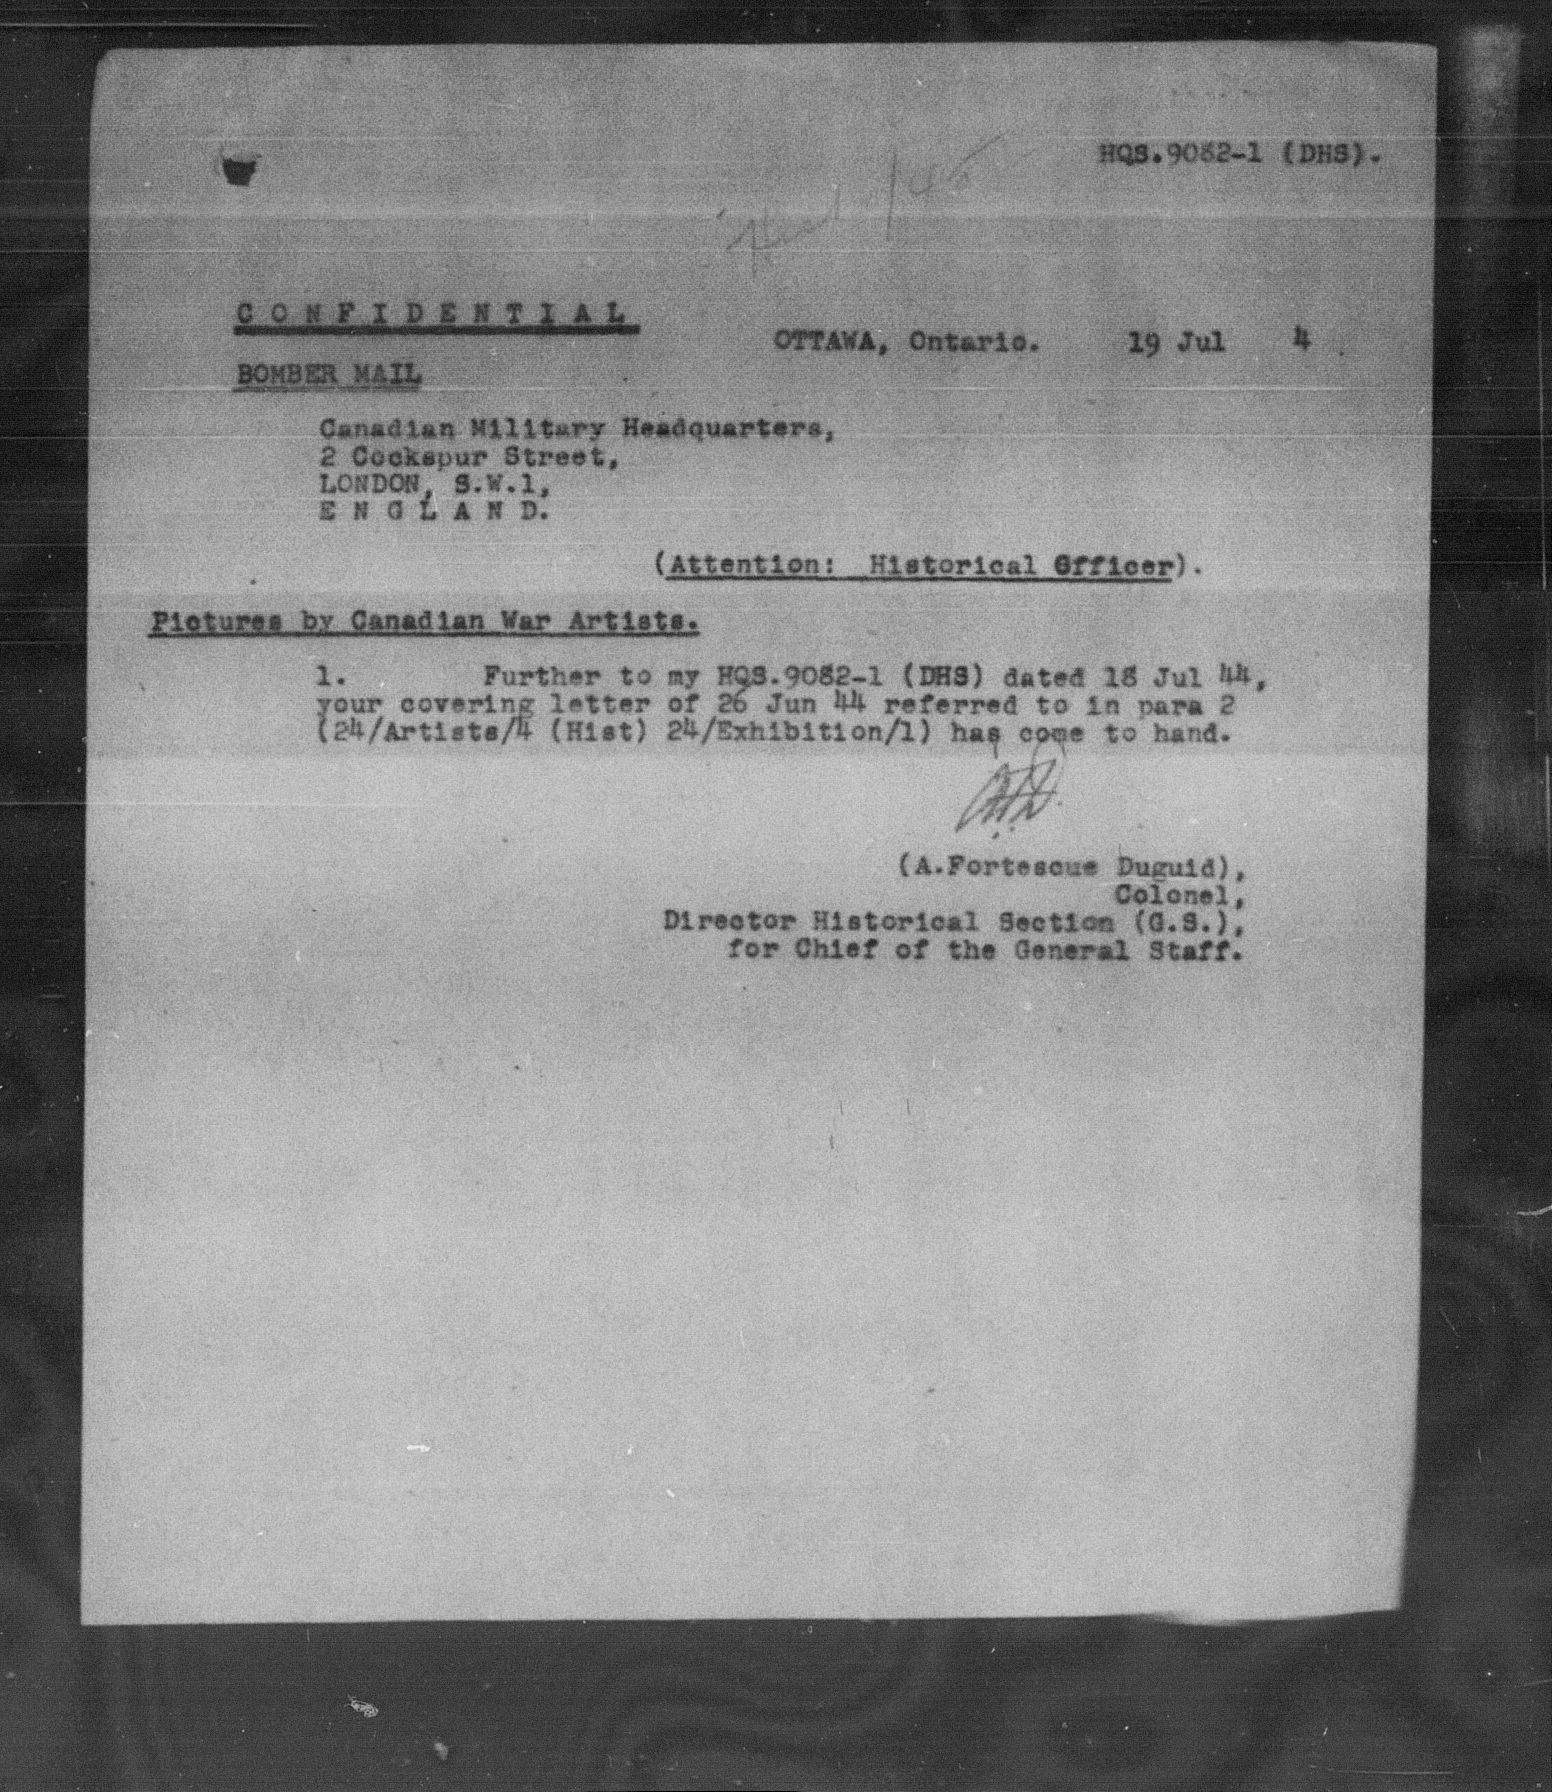 HQS.9082-1 (DHS).
CONFIDENTIAL
OTTAWA, Ontario. 19 Jul 4
BOMBER MAIL
Canadian Military Headquarters,
2 Cockspur Street,
LONDON, S.W.1,
E N G L A N D.
(Attention: Historical Officer).
Pictures by Canadian War Artists.
1. Further to my HQS.9082-1 (DHS) dated 18 Jul 44,
your covering letter of 26 Jun 44 referred to in para 2
(24/Artists/4 (Hist) 24/Exhibition/1) has come to hand.
(A.Fortescue Duguid),
Colonel,
Director Historical Section (G.S.),
for Chief of the General Staff.